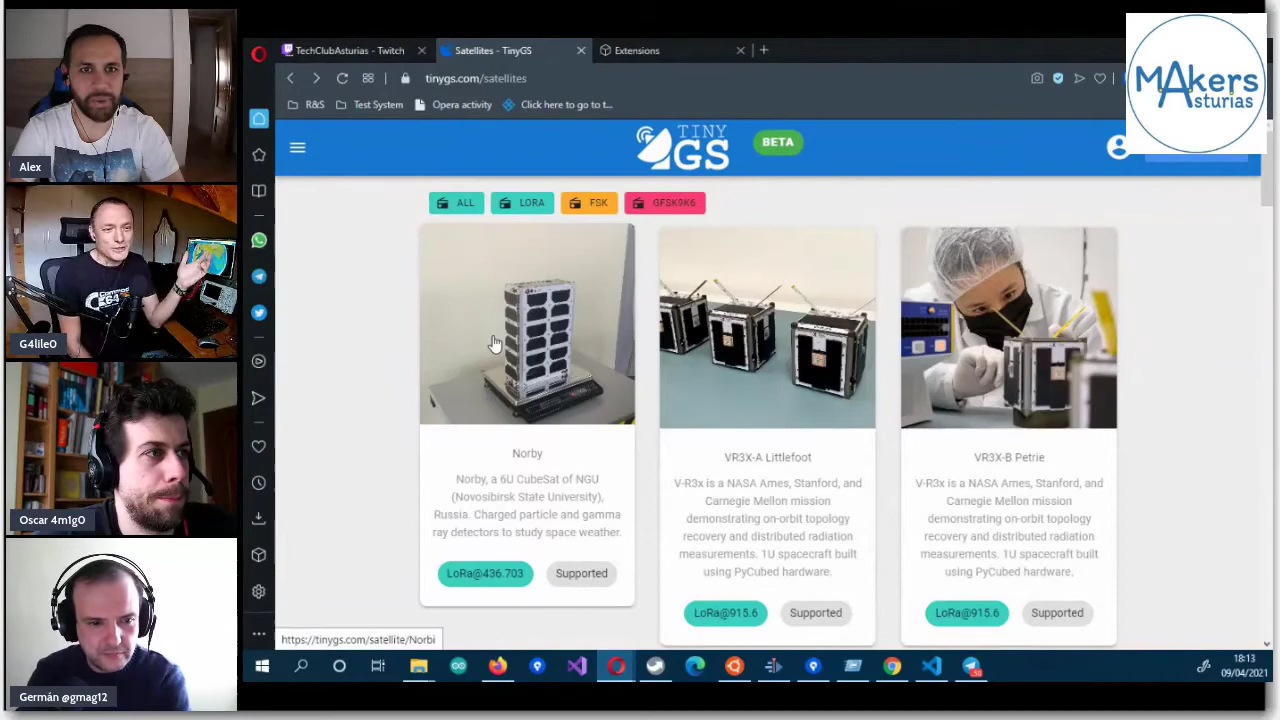 Alex
G4lile0
Oscar 4m1g0
Germán @gmag12
TechClubAsturias - Twitch
Satellites - TinyGS
Extensions
tinygs.com/satellites
R&S
Test System
Opera activity
Click here to go to t...
MAkers
Asturias
TINY
GS
BETA
ALL
LORA
FSK
GFSK9K6
Norby
Norby, a 6U CubeSat of NGU
(Novosibirsk State University),
Russia. Charged particle and gamma
ray detectors to study space weather.
LoRa@436.703
Supported
VR3X-A Littlefoot
V-R3x is a NASA Ames, Stanford, and
Carnegie Mellon mission
demonstrating on-orbit topology
recovery and distributed radiation
measurements. 1U spacecraft built
using PyCubed hardware.
LoRa@915.6
Supported
VR3X-B Petrie
V-R3x is a NASA Ames, Stanford, and
Carnegie Mellon mission
demonstrating on-orbit topology
recovery and distributed radiation
measurements. 1U spacecraft built
using PyCubed hardware.
LoRa@915.6
Supported
https://tinygs.com/satellite/Norbi
18:13
09/04/2021